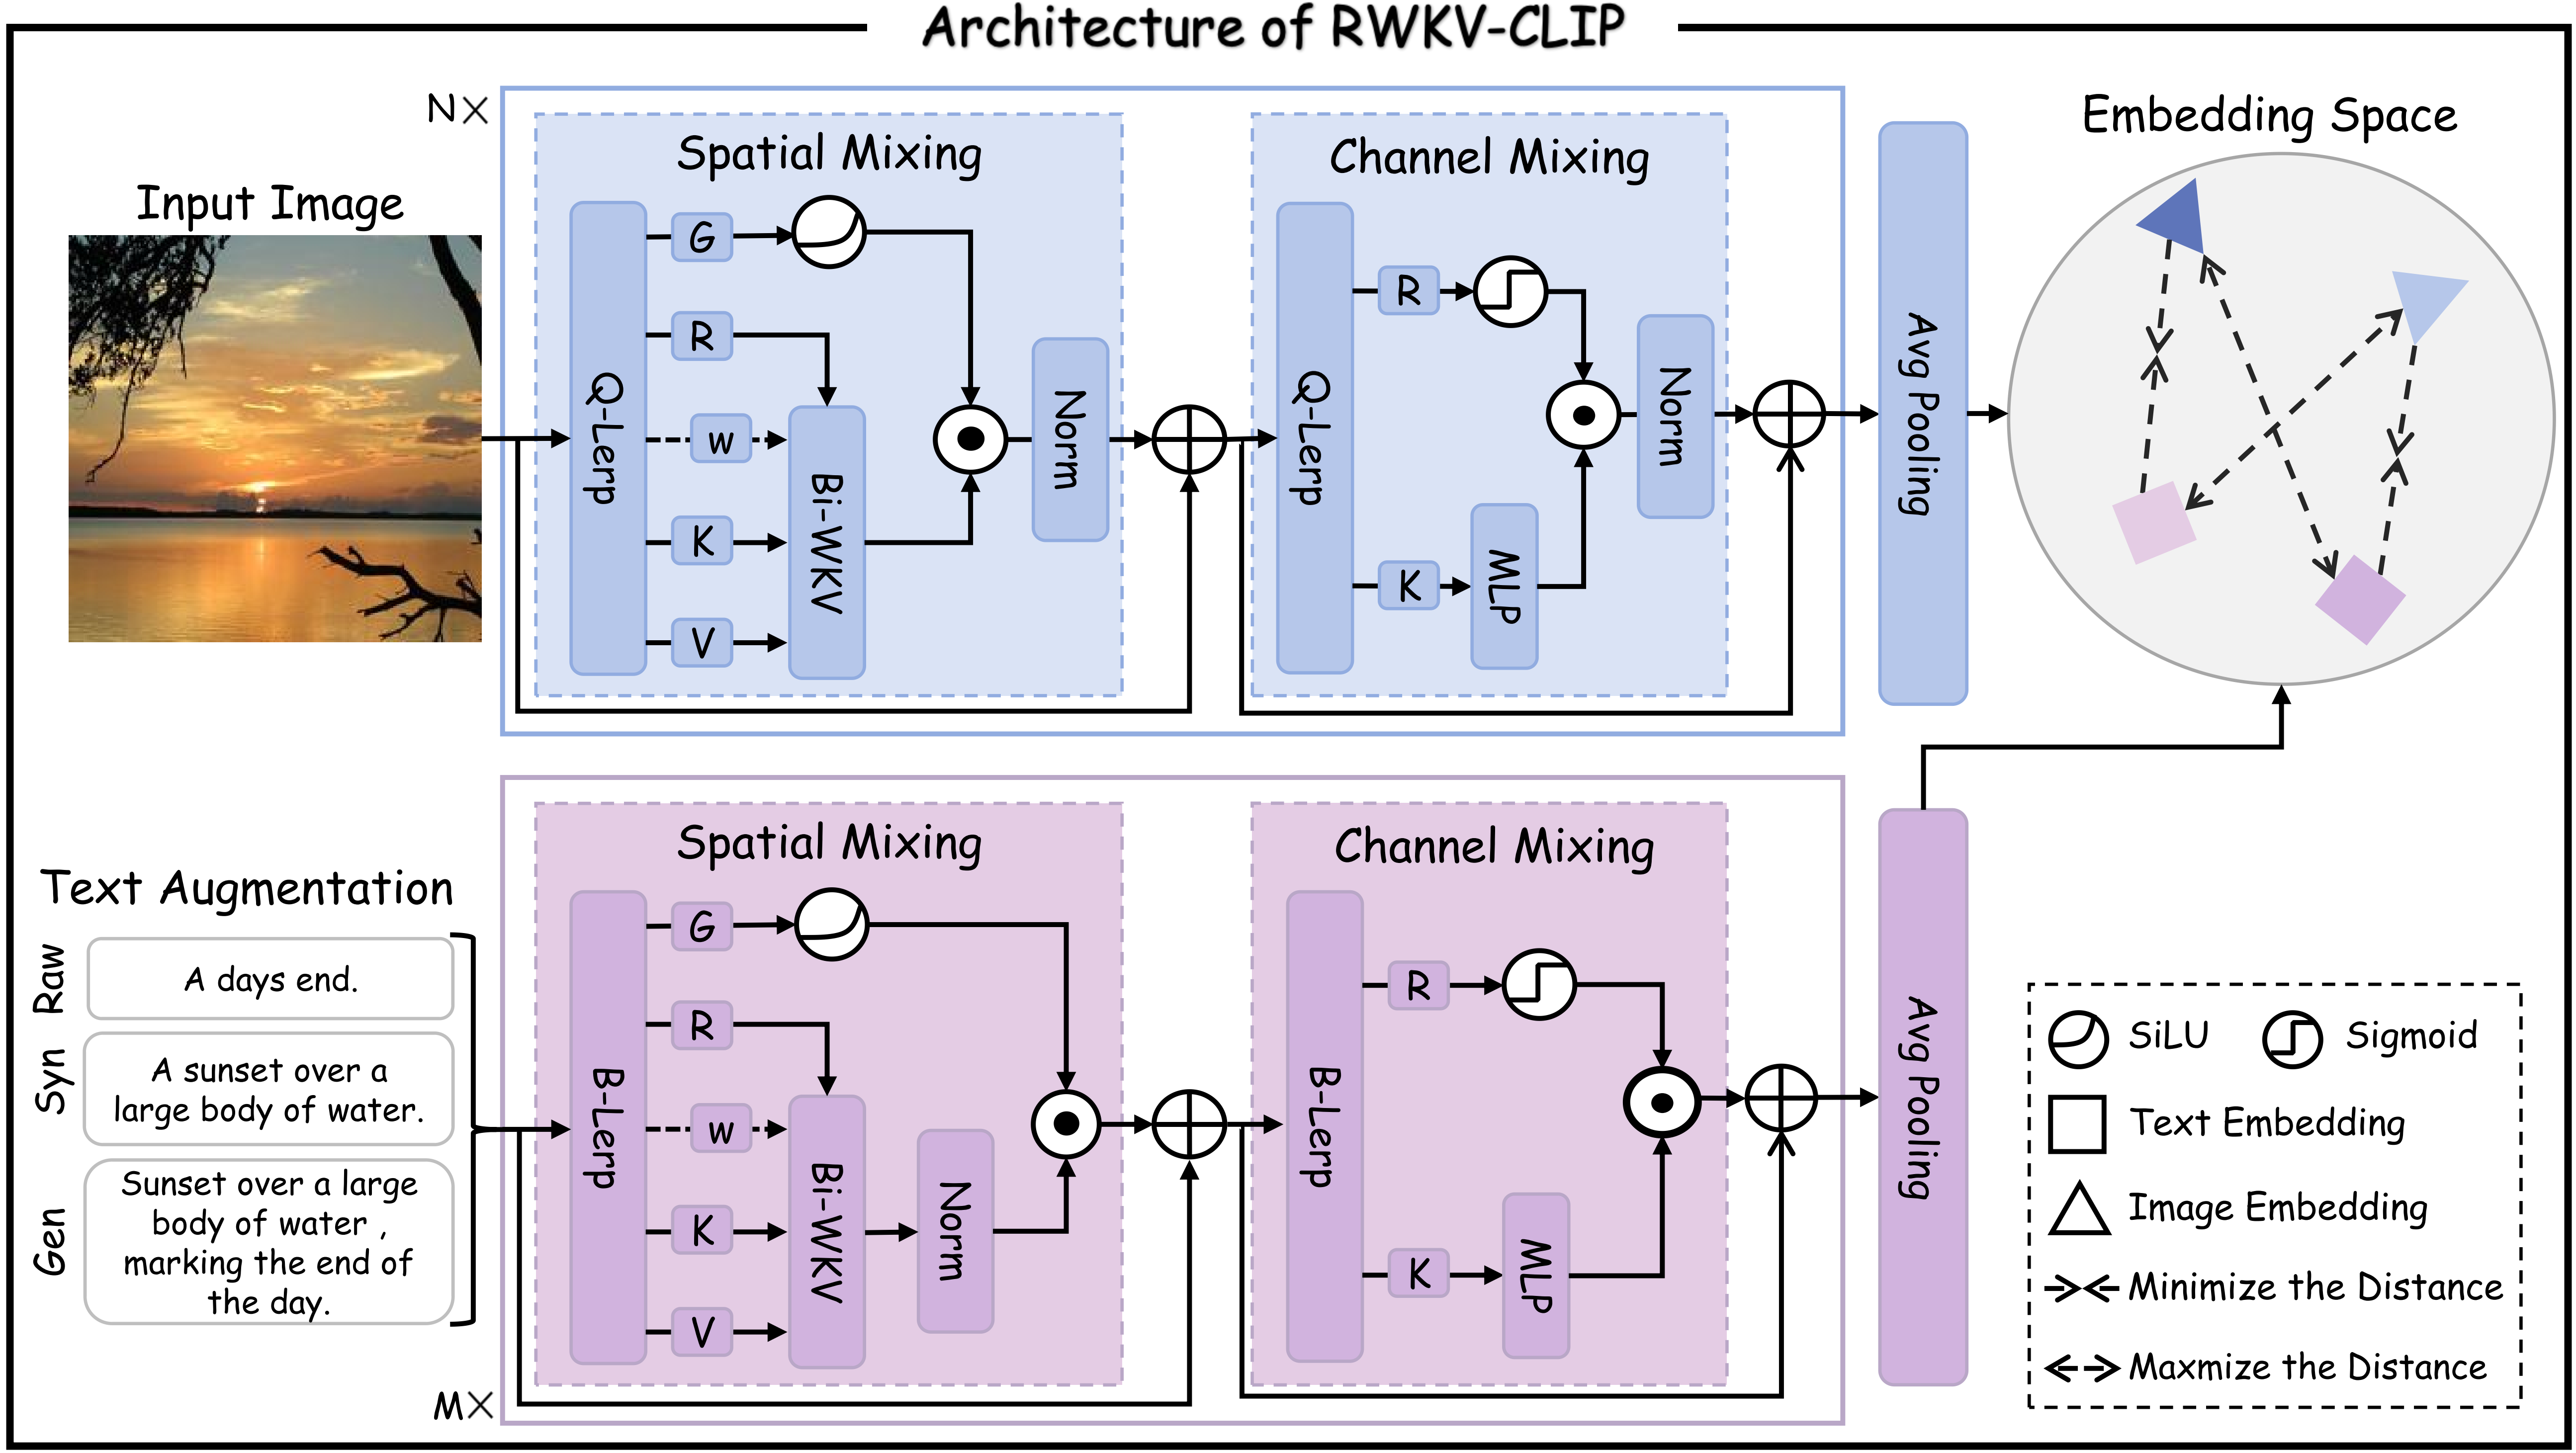 Architecture of RWKV-CLIP
N×
Input Image
Spatial Mixing
Q-Lerp
G
R
w
K
V
Bi-WKV
Norm
Channel Mixing
Q-Lerp
R
K
MLP
Norm
Avg Pooling
Embedding Space
Text Augmentation
Raw
A days end.
Syn
A sunset over a
large body of water.
Gen
Sunset over a large
body of water ,
marking the end of
the day.
M×
Spatial Mixing
B-Lerp
G
R
w
K
V
Bi-WKV
Norm
Channel Mixing
B-Lerp
R
K
MLP
Avg Pooling
SiLU
Sigmoid
Text Embedding
Image Embedding
Minimize the Distance
Maxmize the Distance